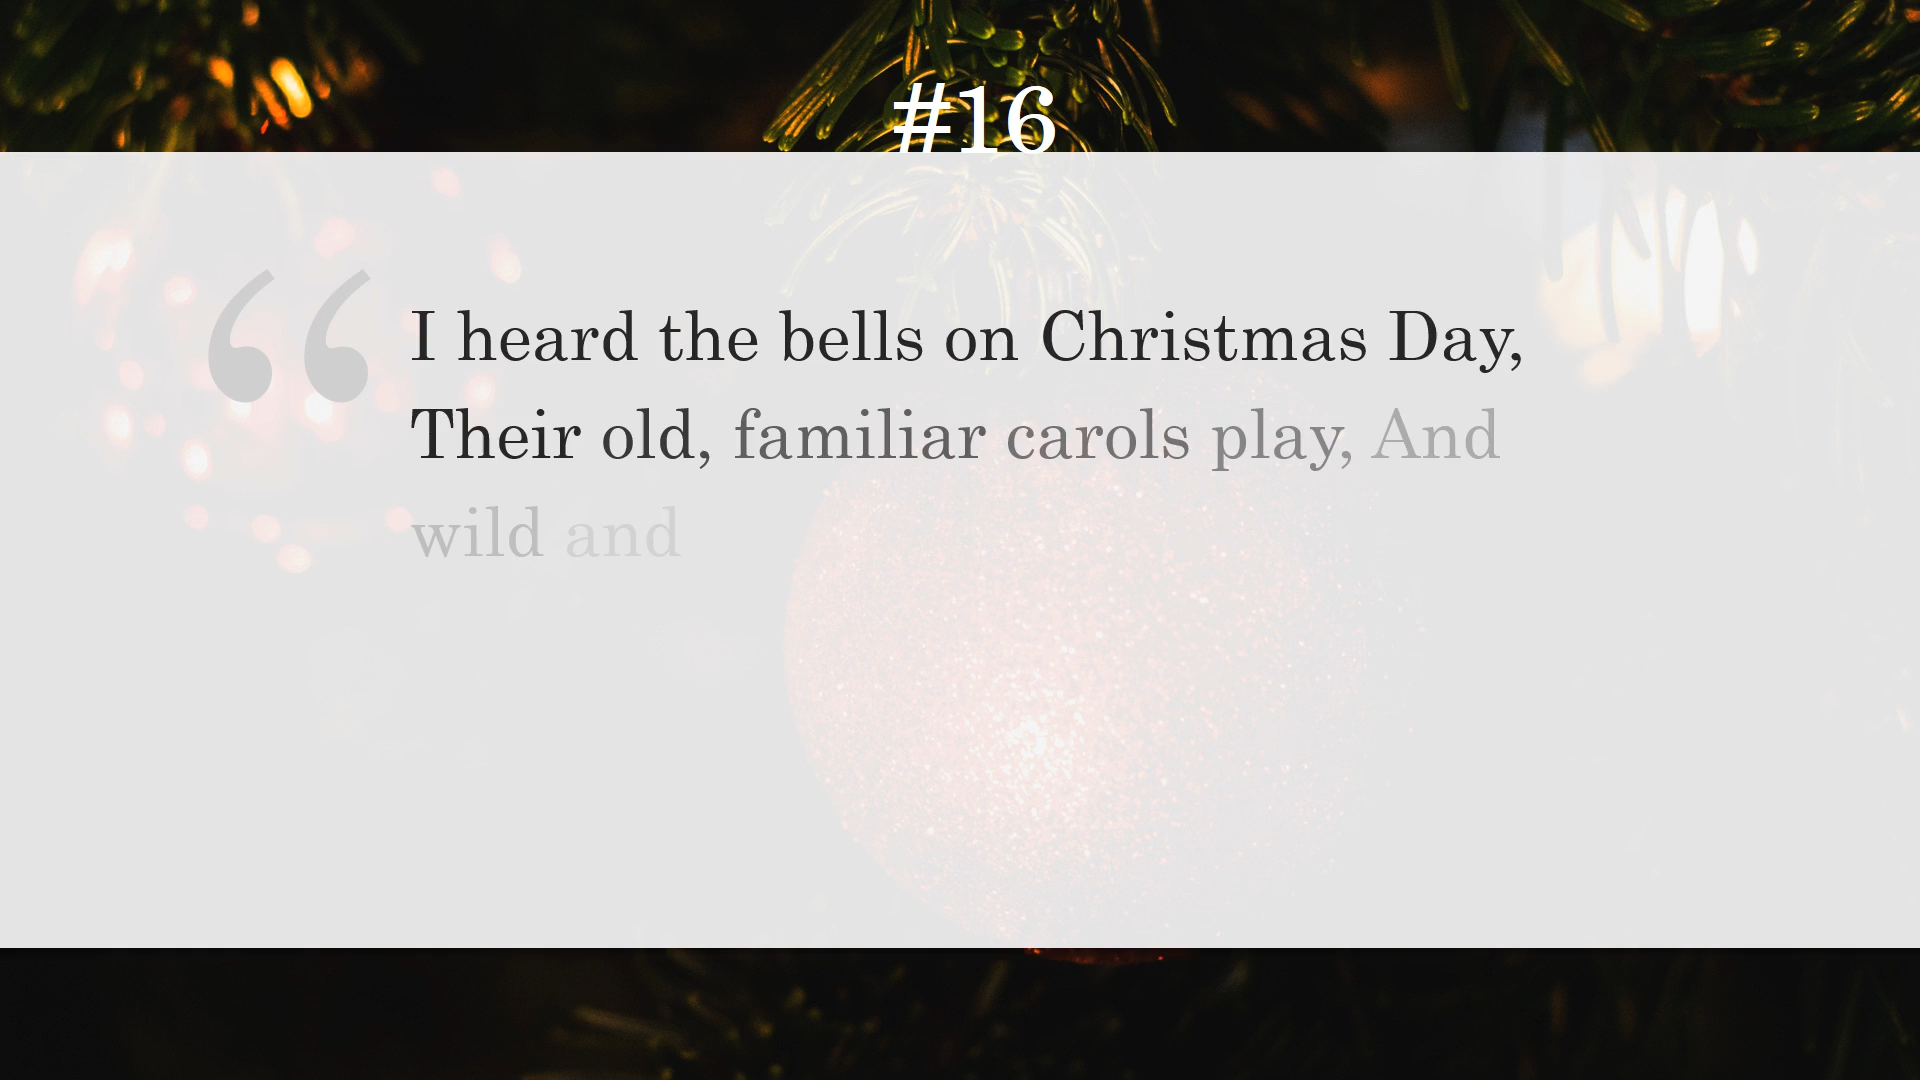 #16
“
I heard the bells on Christmas Day,
Their old, familiar carols play, And
wild and